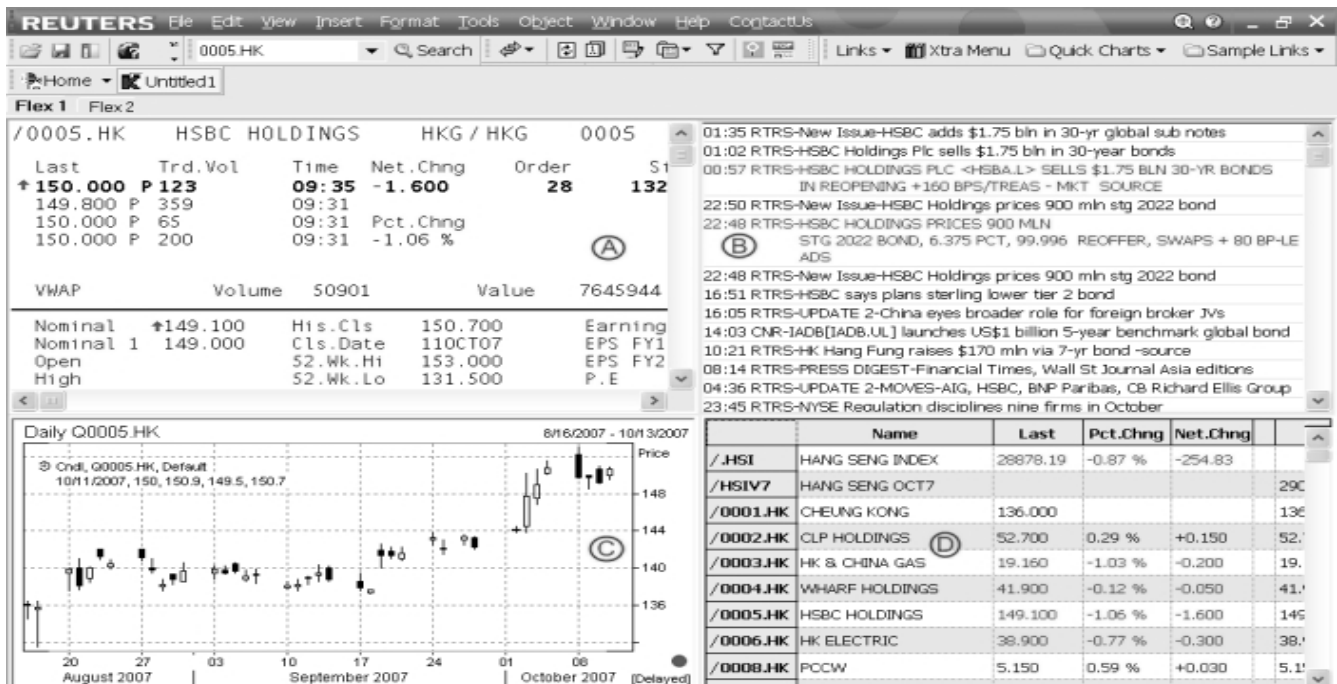 REUTERS File Edit View Insert Format Tools Object Window Help ContactUs
0005.HK Search Links Xtra Menu Quick Charts Sample Links
Home Untitled1
Flex 1 Flex 2
/0005.HK HSBC HOLDINGS HKG/HKG 0005
Last Trd.Vol Time Net.Chng Order
↑150.000 P 123 09:35 -1.600 28 132
149.800 P 359 09:31
150.000 P 65 09:31 Pct.Chng
150.000 P 200 09:31 -1.06 %
A
VWAP Volume 50901 Value 7645944
Nominal ↑149.100 His.Cls 150.700 Earning
Nominal 1 149.000 Cls.Date 11OCT07 EPS FY1
Open 52.Wk.Hi 153.000 EPS FY2
High 52.Wk.Lo 131.500 P.E
01:35 RTRS-New Issue-HSBC adds $1.75 bln in 30-yr global sub notes
01:02 RTRS-HSBC Holdings Plc sells $1.75 bln in 30-year bonds
00:57 RTRS-HSBC HOLDINGS PLC <HSBA.L> SELLS $1.75 BLN 30-YR BONDS
IN REOPENING +160 BPS/TREAS - MKT SOURCE
22:50 RTRS-New Issue-HSBC Holdings prices 900 mln stg 2022 bond
22:48 RTRS-HSBC HOLDINGS PRICES 900 MLN
STG 2022 BOND, 6.375 PCT, 99.996 REOFFER, SWAPS + 80 BP-LE
ADS
B
22:48 RTRS-New Issue-HSBC Holdings prices 900 mln stg 2022 bond
16:51 RTRS-HSBC says plans sterling lower tier 2 bond
16:05 RTRS-UPDATE 2-China eyes broader role for foreign broker JVs
14:03 CNR-IADB[IADB.UL] launches US$1 billion 5-year benchmark global bond
10:21 RTRS-HK Hang Fung raises $170 mln via 7-yr bond -source
08:14 RTRS-PRESS DIGEST-Financial Times, Wall St Journal Asia editions
04:36 RTRS-UPDATE 2-MOVES-AIG, HSBC, BNP Paribas, CB Richard Ellis Group
23:45 RTRS-NYSE Regulation disciplines nine firms in October
Daily Q0005.HK 8/16/2007 - 10/13/2007
Price
Cndl, Q0005.HK, Default
10/11/2007, 150, 150.9, 149.5, 150.7
148
144
C
140
136
20 27 03 10 17 24 01 08
August 2007 September 2007 October 2007 [Delayed]
Name Last Pct.Chng Net.Chng
/.HSI HANG SENG INDEX 28878.19 -0.87 % -254.83
/HSIV7 HANG SENG OCT7 290
/0001.HK CHEUNG KONG 136.000 136
/0002.HK CLP HOLDINGS 52.700 0.29 % +0.150 52.
D
/0003.HK HK & CHINA GAS 19.160 -1.03 % -0.200 19.
/0004.HK WHARF HOLDINGS 41.900 -0.12 % -0.050 41.
/0005.HK HSBC HOLDINGS 149.100 -1.06 % -1.600 149
/0006.HK HK ELECTRIC 38.900 -0.77 % -0.300 38.
/0008.HK PCCW 5.150 0.59 % +0.030 5.1